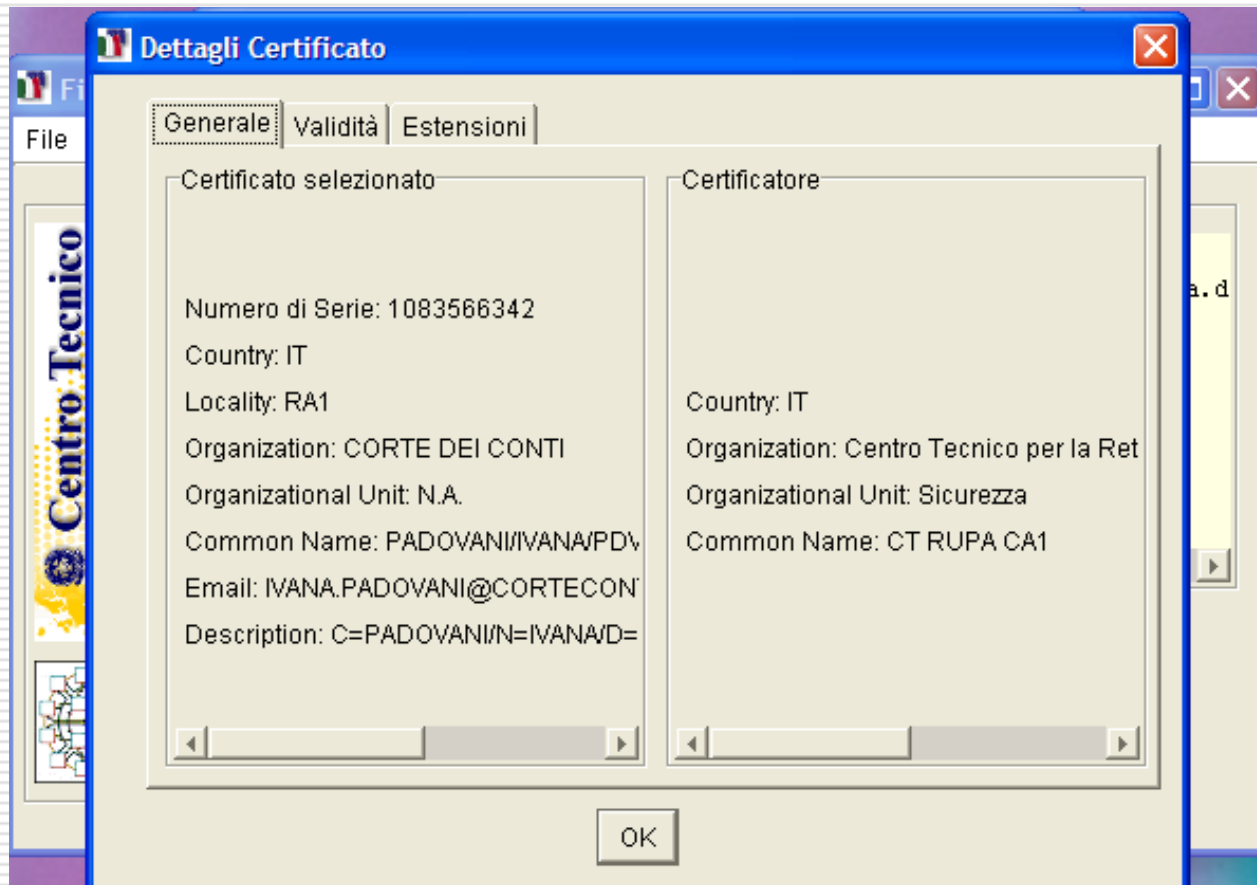 Dettagli Certificato
Fi
File
Generale Validità Estensioni
Certificato selezionato
Numero di Serie: 1083566342
Country: IT
Locality: RA1
Organization: CORTE DEI CONTI
Organizational Unit: N.A.
Common Name: PADOVANI/IVANA/PDV
Email: IVANA.PADOVANI@CORTECONT
Description: C=PADOVANI/N=IVANA/D=
Certificatore
Country: IT
Organization: Centro Tecnico per la Ret
Organizational Unit: Sicurezza
Common Name: CT RUPA CA1
Centro Tecnico
a.d
OK